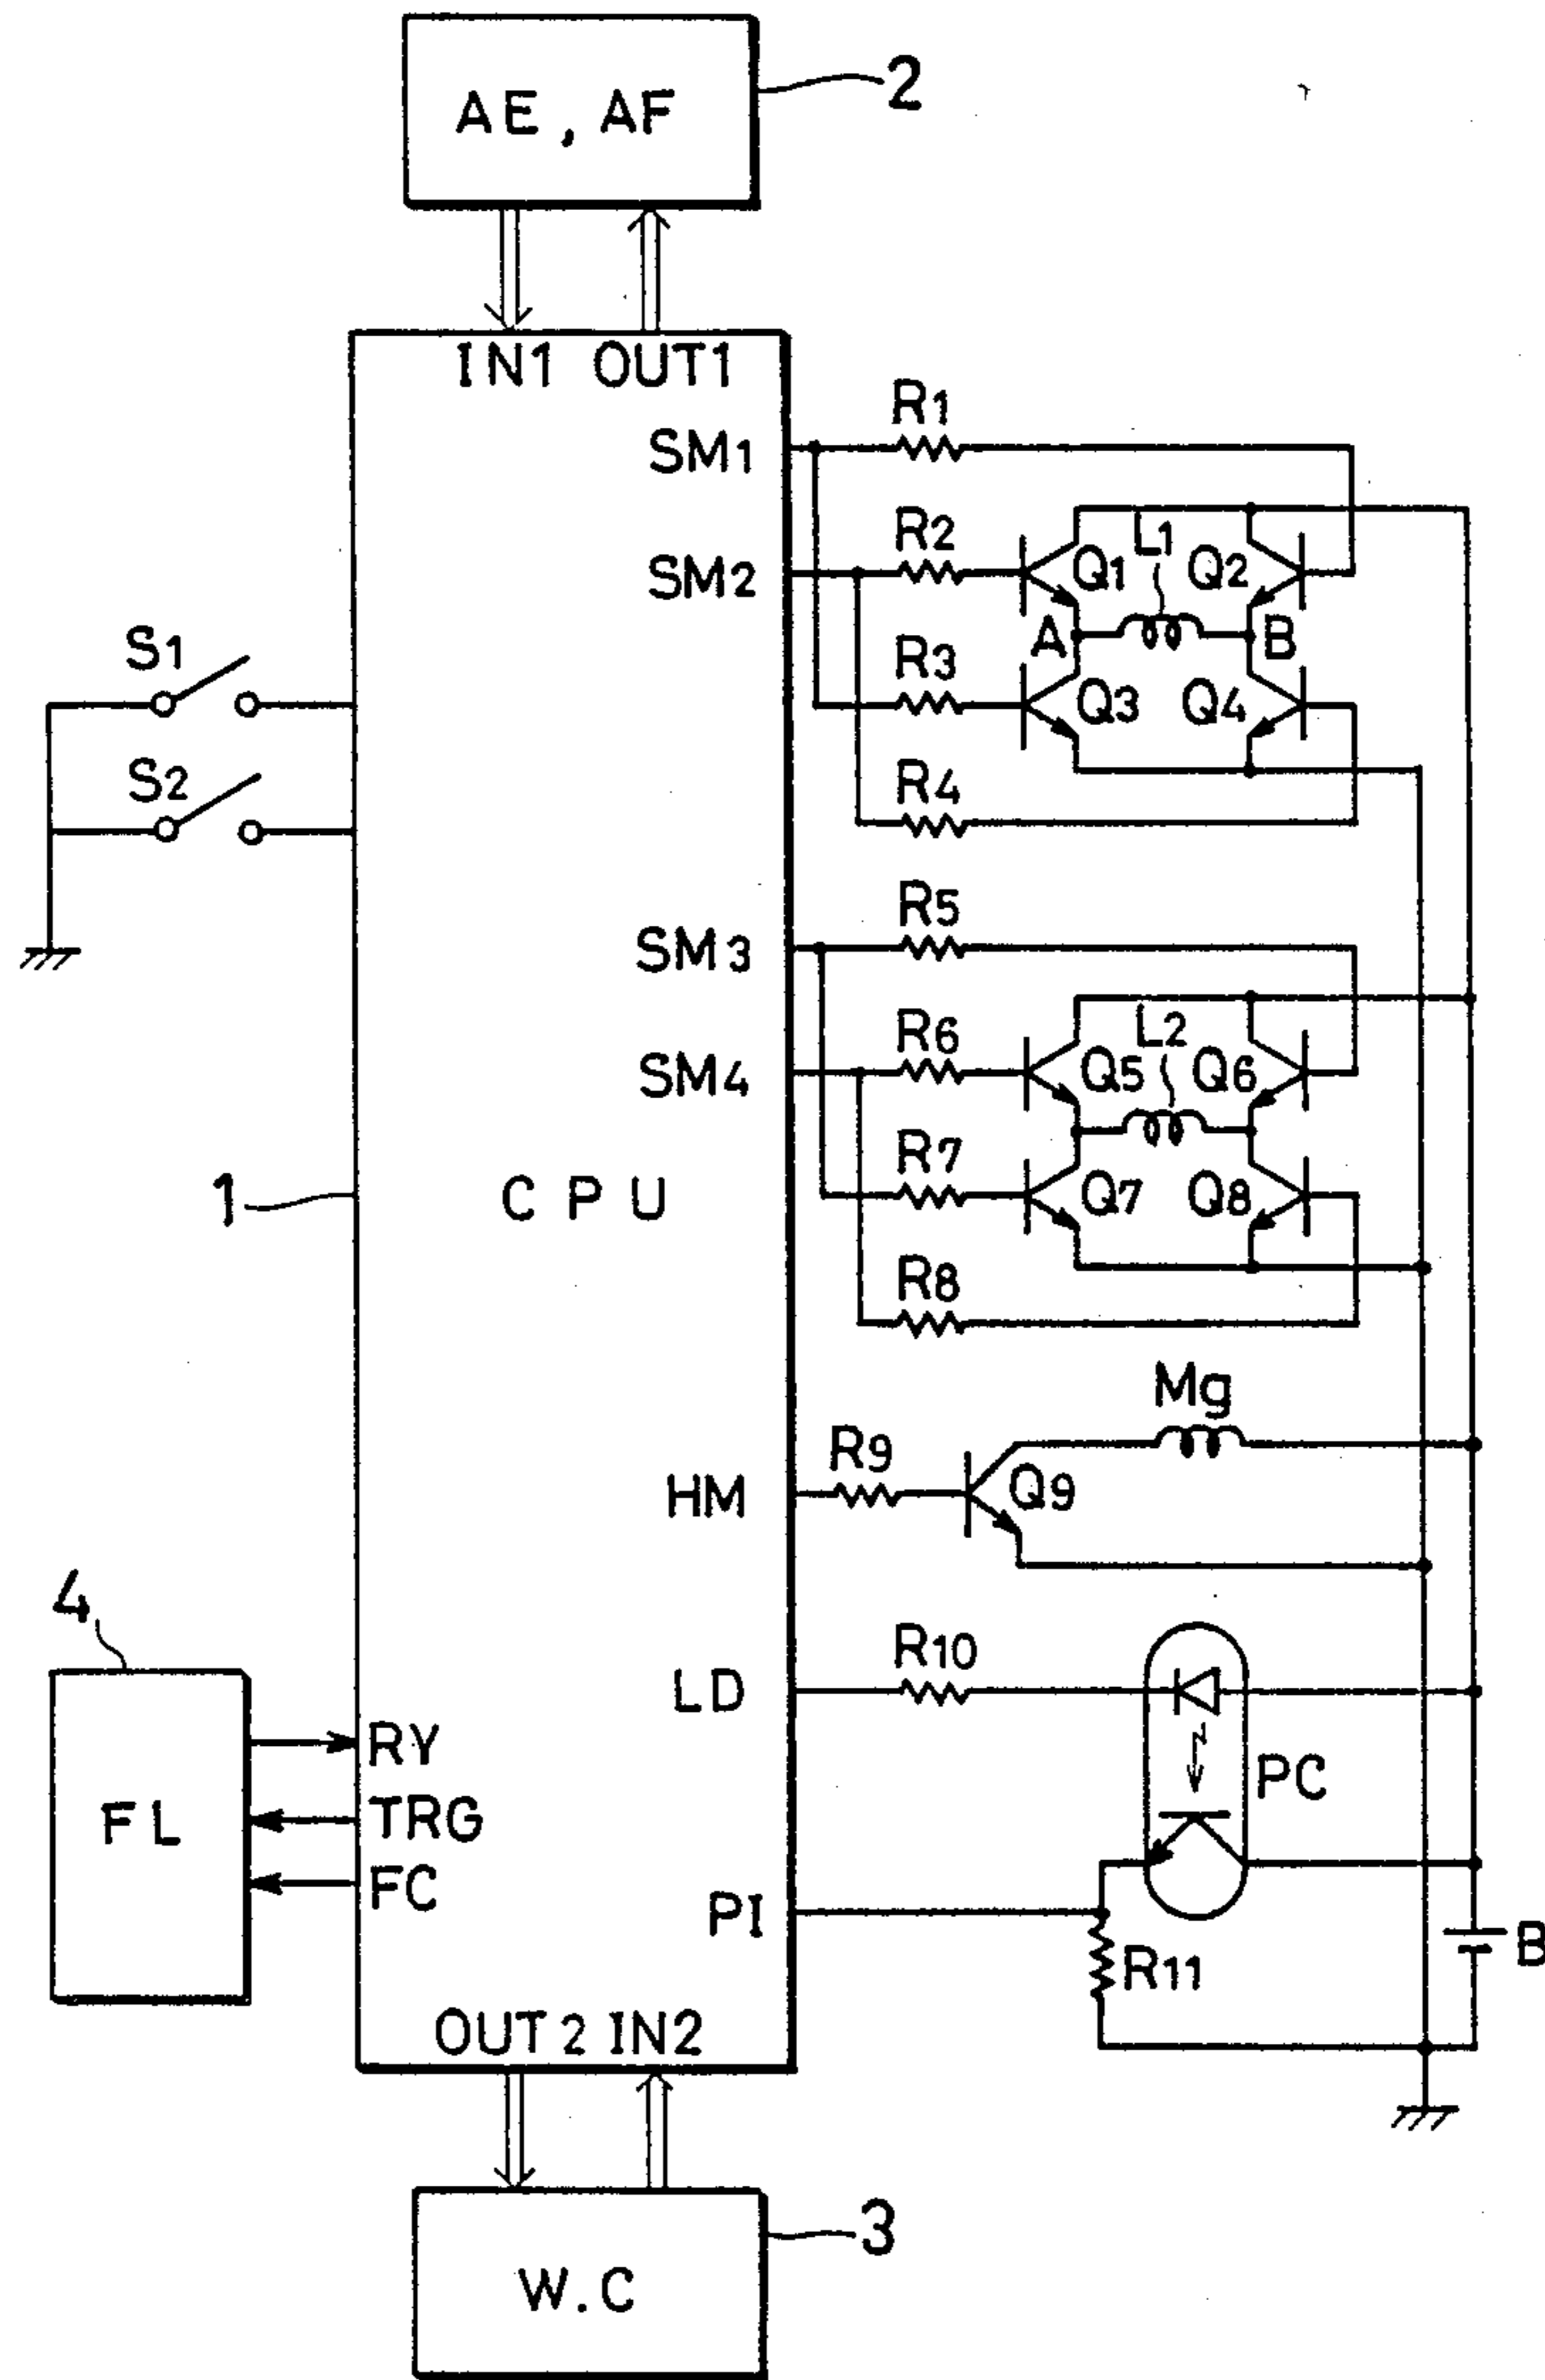 2
AE, AF
IN1 OUT1
SM1
R1
SM2
R2
Q1
L1
Q2
A
B
S1
R3
Q3
Q4
S2
R4
R5
SM3
R6
L2
SM4
Q5
Q6
R7
1
CPU
Q7
Q8
R8
Mg
R9
HM
Q9
4
R10
LD
RY
PC
FL
TRG
FC
PI
B
R11
OUT2 IN2
3
W.C